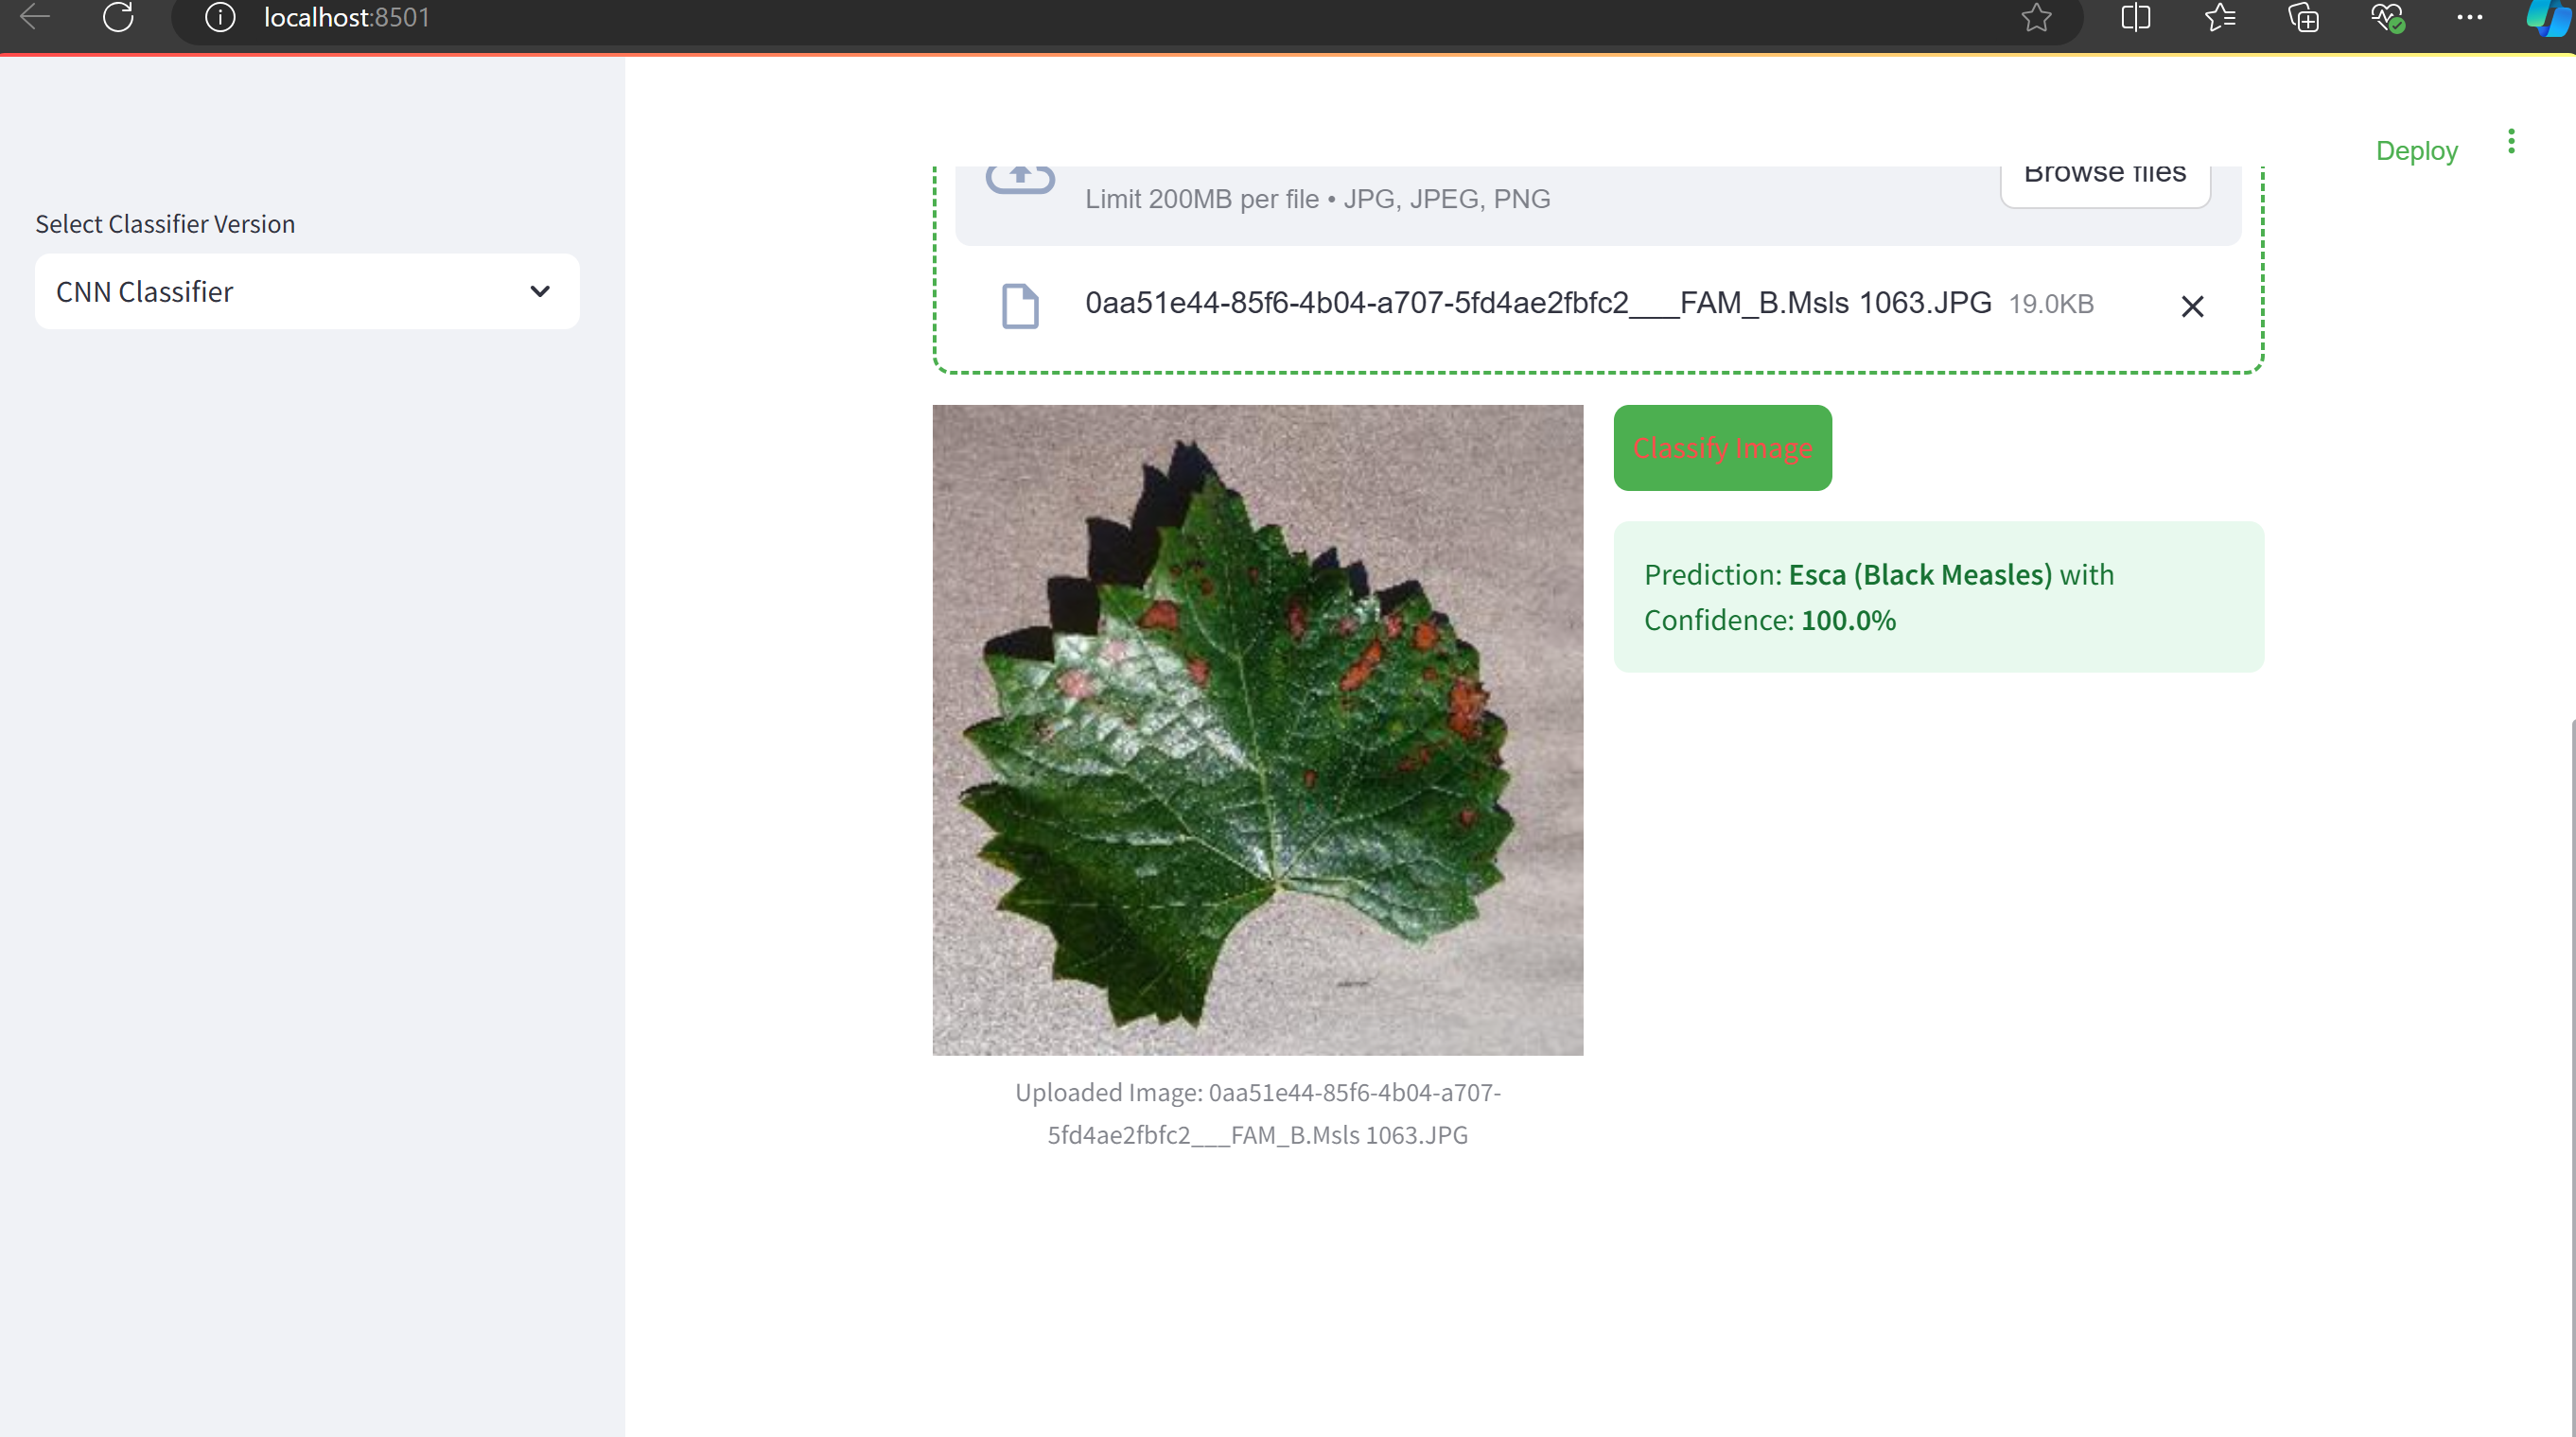 localhost:8501
Deploy
Select Classifier Version
CNN Classifier
Browse files
Limit 200MB per file • JPG, JPEG, PNG
0aa51e44-85f6-4b04-a707-5fd4ae2fbfc2___FAM_B.Msls 1063.JPG 19.0KB
Classify Image
Prediction: Esca (Black Measles) with
Confidence: 100.0%
Uploaded Image: 0aa51e44-85f6-4b04-a707-
5fd4ae2fbfc2___FAM_B.Msls 1063.JPG